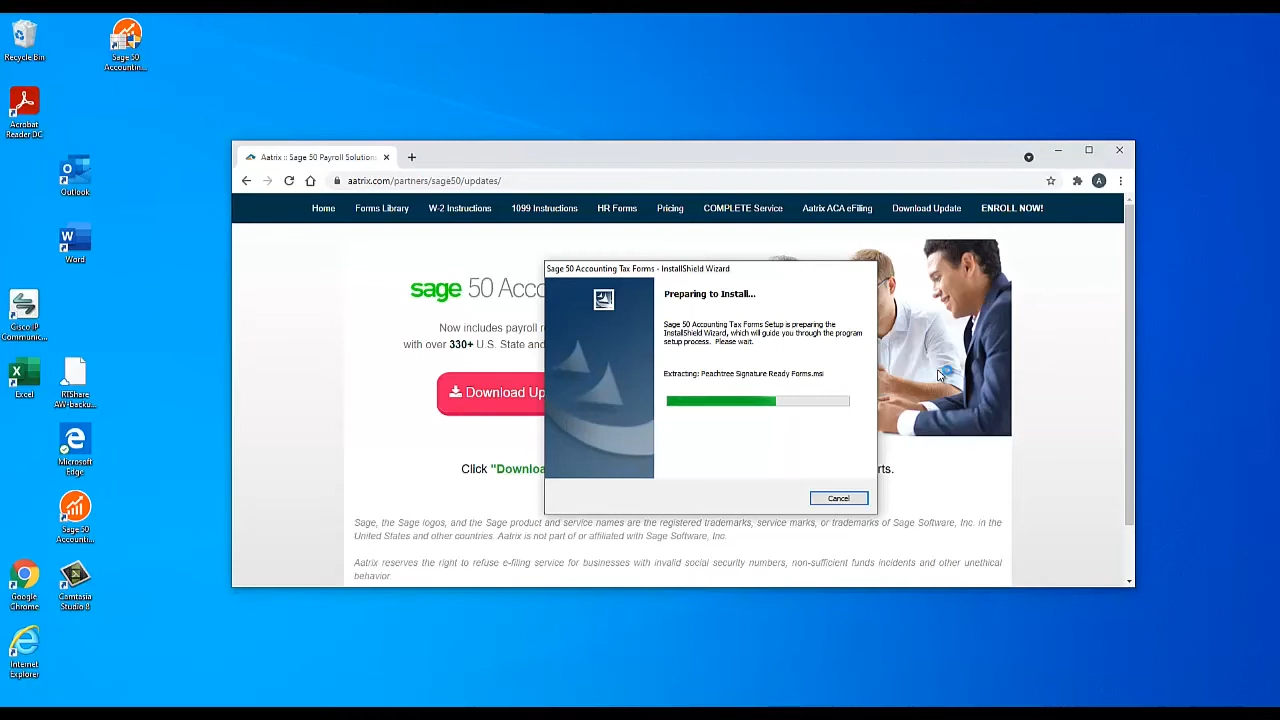 Recycle Bin
Sage 50
Accountin...
Acrobat
Reader DC
Outlook
Word
Cisco IP
Communic...
Excel
RTShare
AW-backu...
Microsoft
Edge
Sage 50
Accounti...
Google
Chrome
Camtasia
Studio 8
Internet
Explorer
Aatrix :: Sage 50 Payroll Solution
aatrix.com/partners/sage50/updates/
A
Home Forms Library W-2 Instructions 1099 Instructions HR Forms Pricing COMPLETE Service Aatrix ACA eFiling Download Update ENROLL NOW!
sage 50 Acco
Now includes payroll r
with over 330+ U.S. State and
Download Up
Click "Downloa
rts.
Sage, the Sage logos, and the Sage product and service names are the registered trademarks, service marks, or trademarks of Sage Software, Inc. in the
United States and other countries. Aatrix is not part of or affiliated with Sage Software, Inc.
Aatrix reserves the right to refuse e-filing service for businesses with invalid social security numbers, non-sufficient funds incidents and other unethical
behavior
Sage 50 Accounting Tax Forms - InstallShield Wizard
Preparing to Install...
Sage 50 Accounting Tax Forms Setup is preparing the
InstallShield Wizard, which will guide you through the program
setup process. Please wait.
Extracting: Peachtree Signature Ready Forms.msi
Cancel